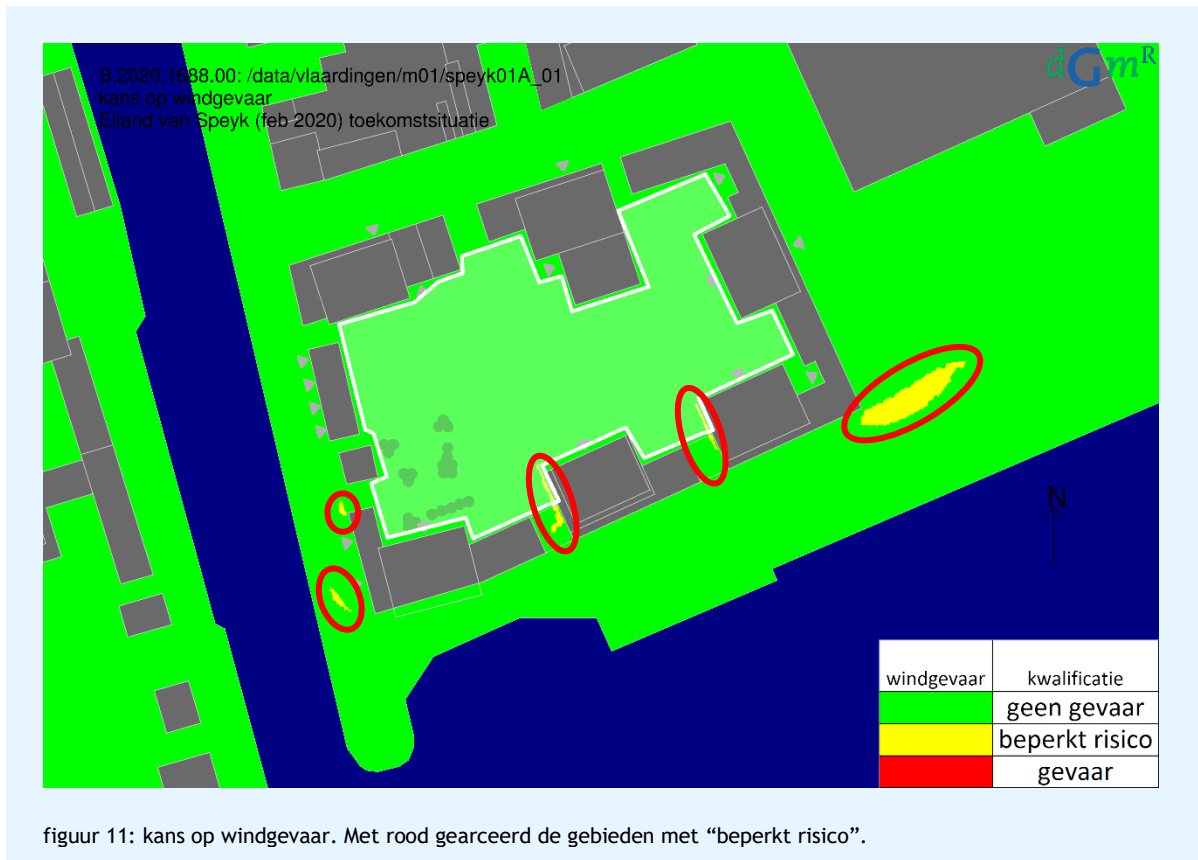 B.2020.1688.00: /data/vlaardingen/m01/speyk01A_01
kans op windgevaar
Eiland van Speyk (feb 2020) toekomstsituatie
dGmR
N
windgevaar kwalificatie
geen gevaar
beperkt risico
gevaar
figuur 11: kans op windgevaar. Met rood gearceerd de gebieden met “beperkt risico”.